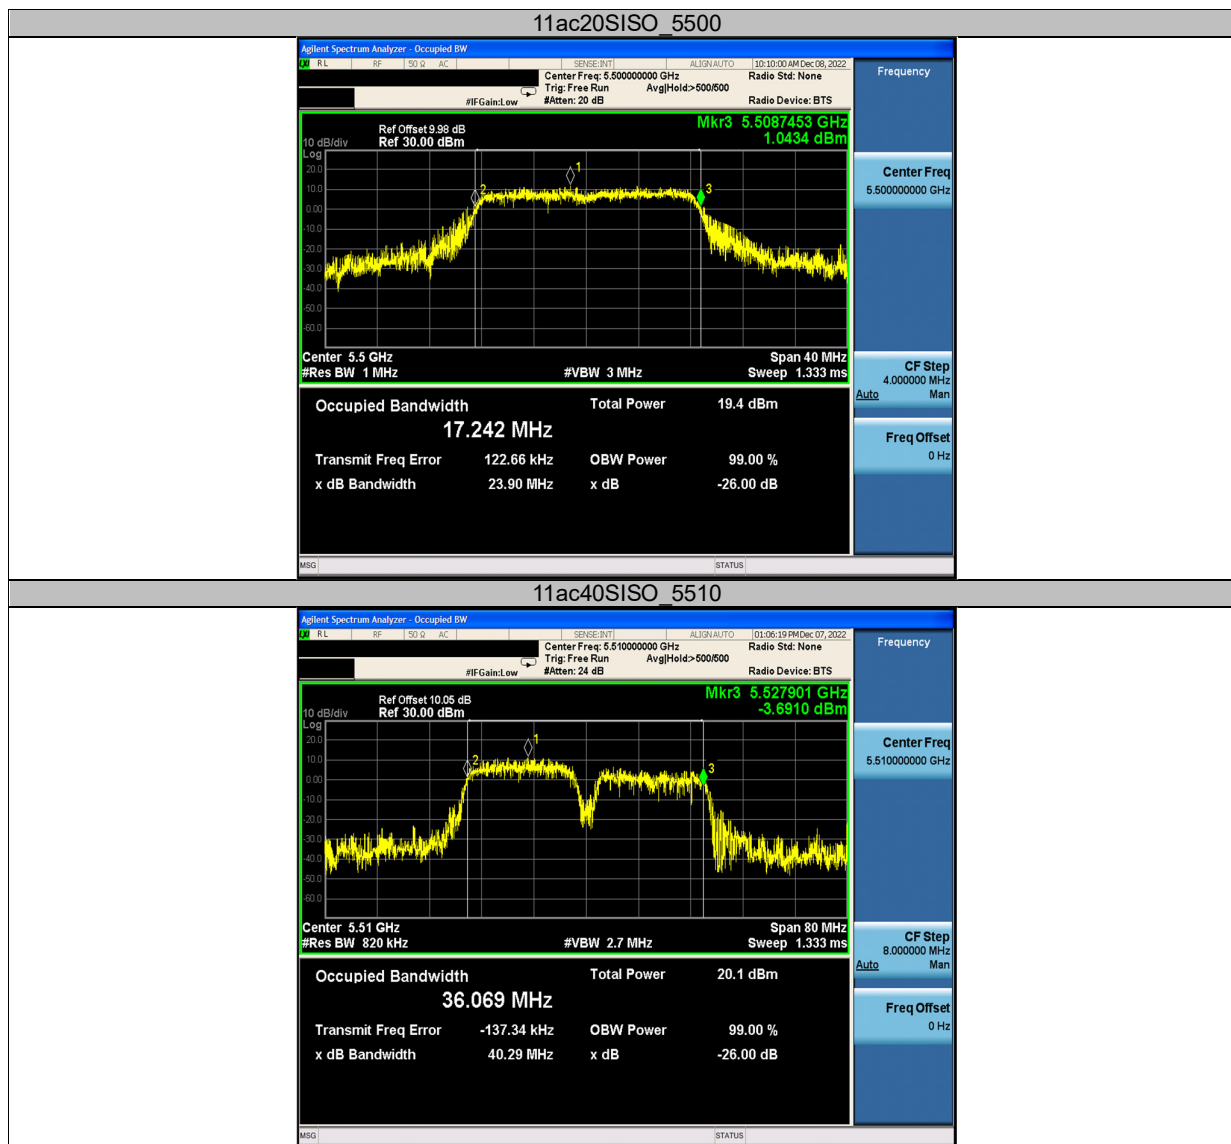 11ac20SISO_5500
Agilent Spectrum Analyzer - Occupied BW
RL RF 50 Ω AC SENSE:INT ALIGNAUTO 10:10:00 AM Dec 08, 2022
Center Freq: 5.500000000 GHz Radio Std: None
Trig: Free Run Avg|Hold:>500/500
#IFGain:Low #Atten: 20 dB Radio Device: BTS
Frequency
Mkr3 5.5087453 GHz
1.0434 dBm
Ref Offset 9.98 dB
10 dB/div Ref 30.00 dBm
Log
20.0
10.0
0.00
-10.0
-20.0
-30.0
-40.0
-50.0
-60.0
1
2
3
Center 5.5 GHz Span 40 MHz
#Res BW 1 MHz #VBW 3 MHz Sweep 1.333 ms
Center Freq
5.500000000 GHz
CF Step
4.000000 MHz
Auto Man
Freq Offset
0 Hz
Occupied Bandwidth Total Power 19.4 dBm
17.242 MHz
Transmit Freq Error 122.66 kHz OBW Power 99.00 %
x dB Bandwidth 23.90 MHz x dB -26.00 dB
MSG STATUS
11ac40SISO_5510
Agilent Spectrum Analyzer - Occupied BW
RL RF 50 Ω AC SENSE:INT ALIGNAUTO 01:06:19 PM Dec 07, 2022
Center Freq: 5.510000000 GHz Radio Std: None
Trig: Free Run Avg|Hold:>500/500
#IFGain:Low #Atten: 24 dB Radio Device: BTS
Frequency
Mkr3 5.527901 GHz
-3.6910 dBm
Ref Offset 10.05 dB
10 dB/div Ref 30.00 dBm
Log
20.0
10.0
0.00
-10.0
-20.0
-30.0
-40.0
-50.0
-60.0
1
2
3
Center 5.51 GHz Span 80 MHz
#Res BW 820 kHz #VBW 2.7 MHz Sweep 1.333 ms
Center Freq
5.510000000 GHz
CF Step
8.000000 MHz
Auto Man
Freq Offset
0 Hz
Occupied Bandwidth Total Power 20.1 dBm
36.069 MHz
Transmit Freq Error -137.34 kHz OBW Power 99.00 %
x dB Bandwidth 40.29 MHz x dB -26.00 dB
MSG STATUS